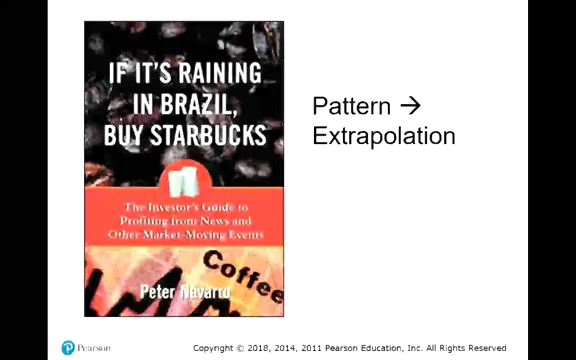 IF IT'S RAINING
IN BRAZIL,
BUY STARBUCKS
The Investor's Guide to
Profiting from News and
Other Market-Moving Events
Coffee
Peter Navarro
Pattern →
Extrapolation
Pearson
Copyright © 2018, 2014, 2011 Pearson Education, Inc. All Rights Reserved